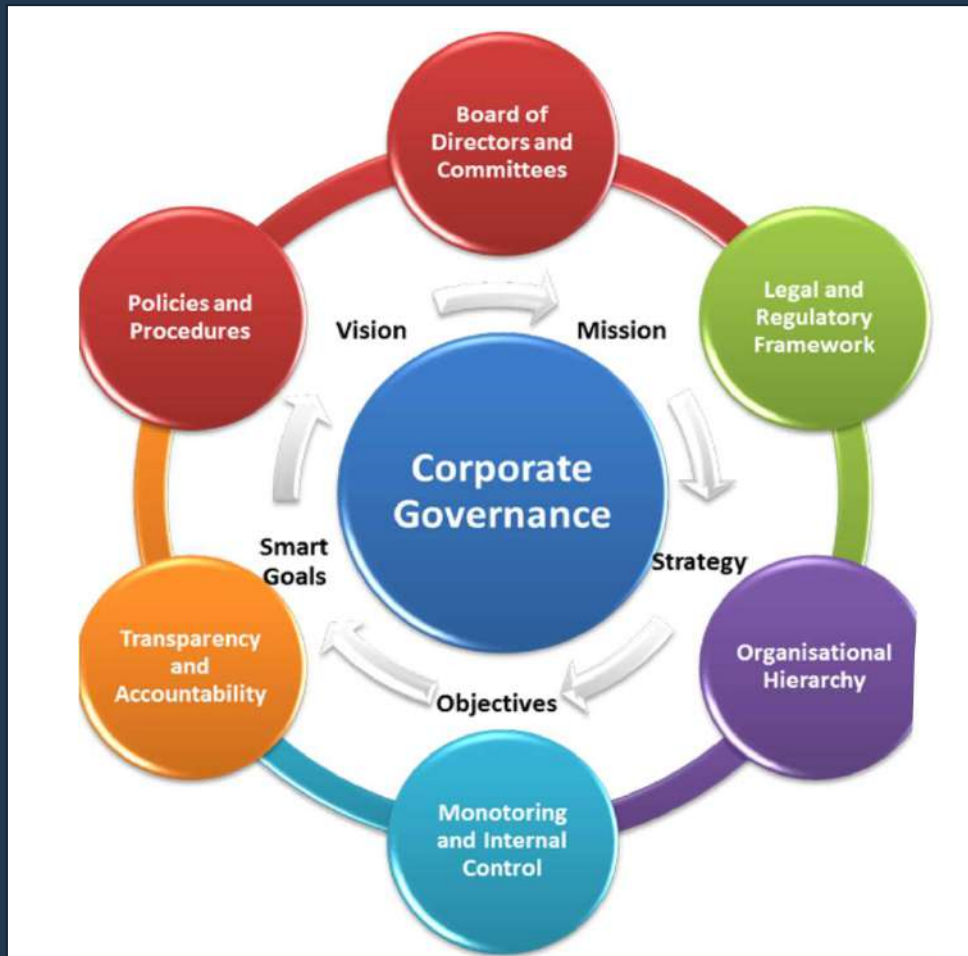 Board of
Directors and
Committees
Policies and
Procedures
Legal and
Regulatory
Framework
Vision
Mission
Corporate
Governance
Smart
Goals
Strategy
Transparency
and
Accountability
Organisational
Hierarchy
Objectives
Monotoring
and Internal
Control